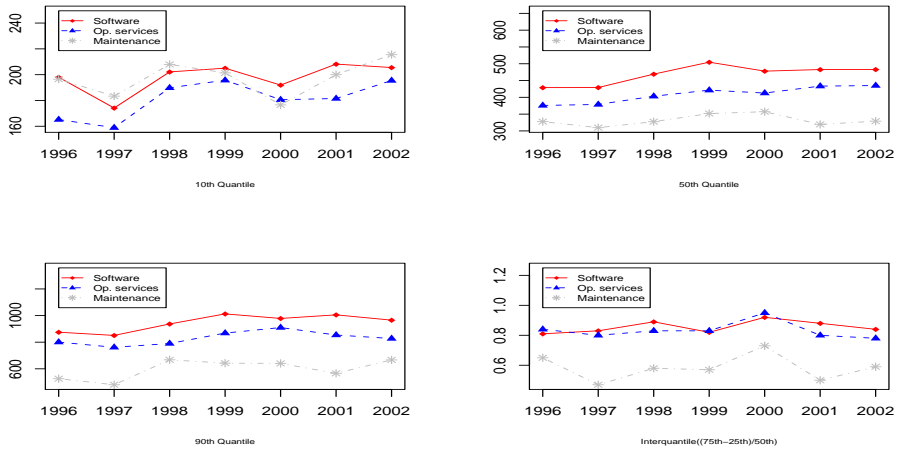 240
200
160
Software
Op. services
Maintenance
1996 1997 1998 1999 2000 2001 2002
10th Quantile
600
500
400
300
Software
Op. services
Maintenance
1996 1997 1998 1999 2000 2001 2002
50th Quantile
1000
600
Software
Op. services
Maintenance
1996 1997 1998 1999 2000 2001 2002
90th Quantile
1.2
1.0
0.8
0.6
Software
Op. services
Maintenance
1996 1997 1998 1999 2000 2001 2002
Interquantile((75th−25th)/50th)